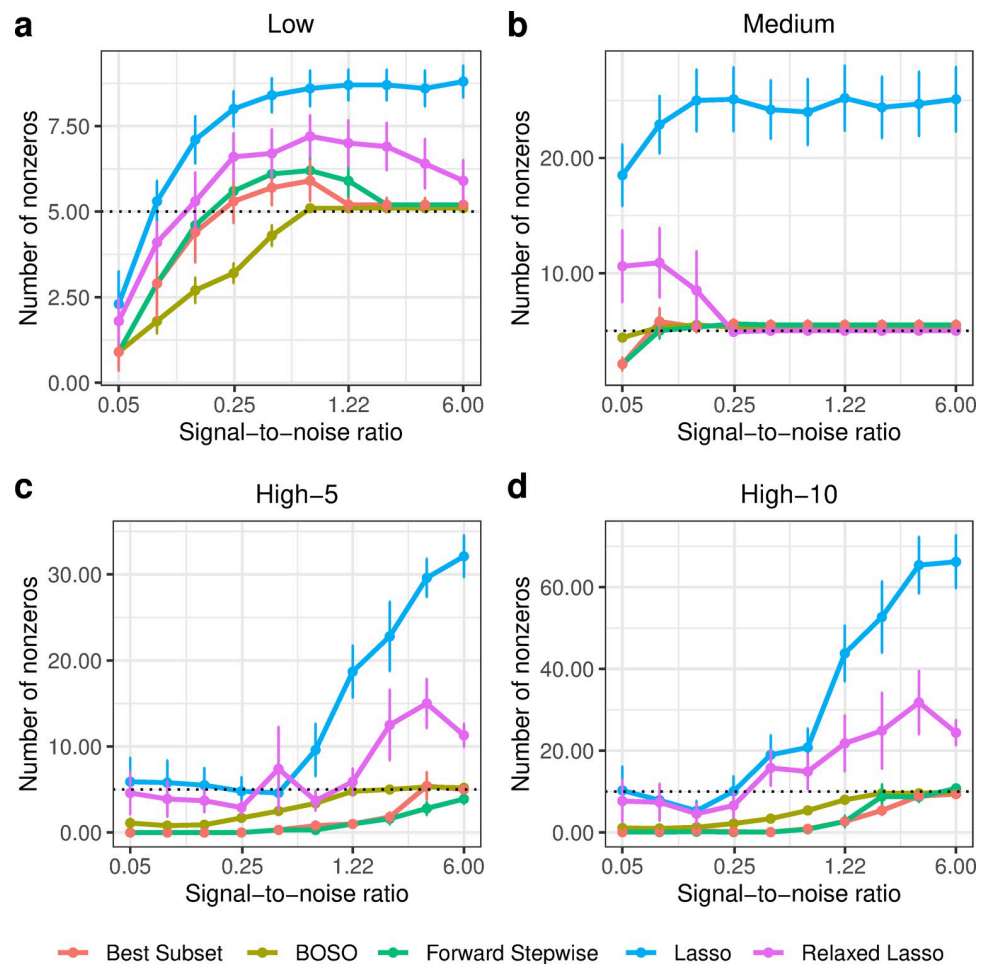 a Low
b Medium
Number of nonzeros
7.50
5.00
2.50
0.00
0.05 0.25 1.22 6.00
Signal-to-noise ratio
Number of nonzeros
20.00
10.00
0.05 0.25 1.22 6.00
Signal-to-noise ratio
c High-5
d High-10
Number of nonzeros
30.00
20.00
10.00
0.00
0.05 0.25 1.22 6.00
Signal-to-noise ratio
Number of nonzeros
60.00
40.00
20.00
0.00
0.05 0.25 1.22 6.00
Signal-to-noise ratio
Best Subset BOSO Forward Stepwise Lasso Relaxed Lasso